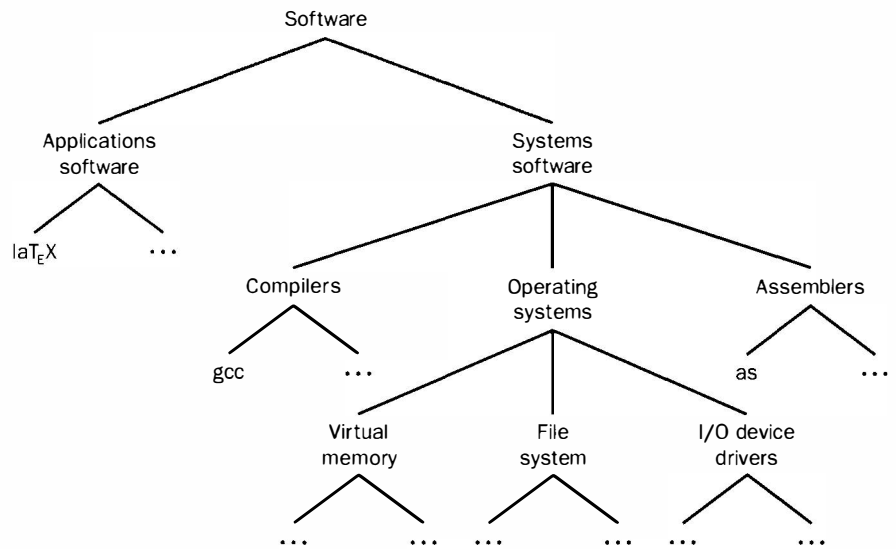 Software
Applications
software
Systems
software
laTEX
...
Compilers
Operating
systems
Assemblers
gcc
...
as
...
Virtual
memory
File
system
I/O device
drivers
...
...
...
...
...
...